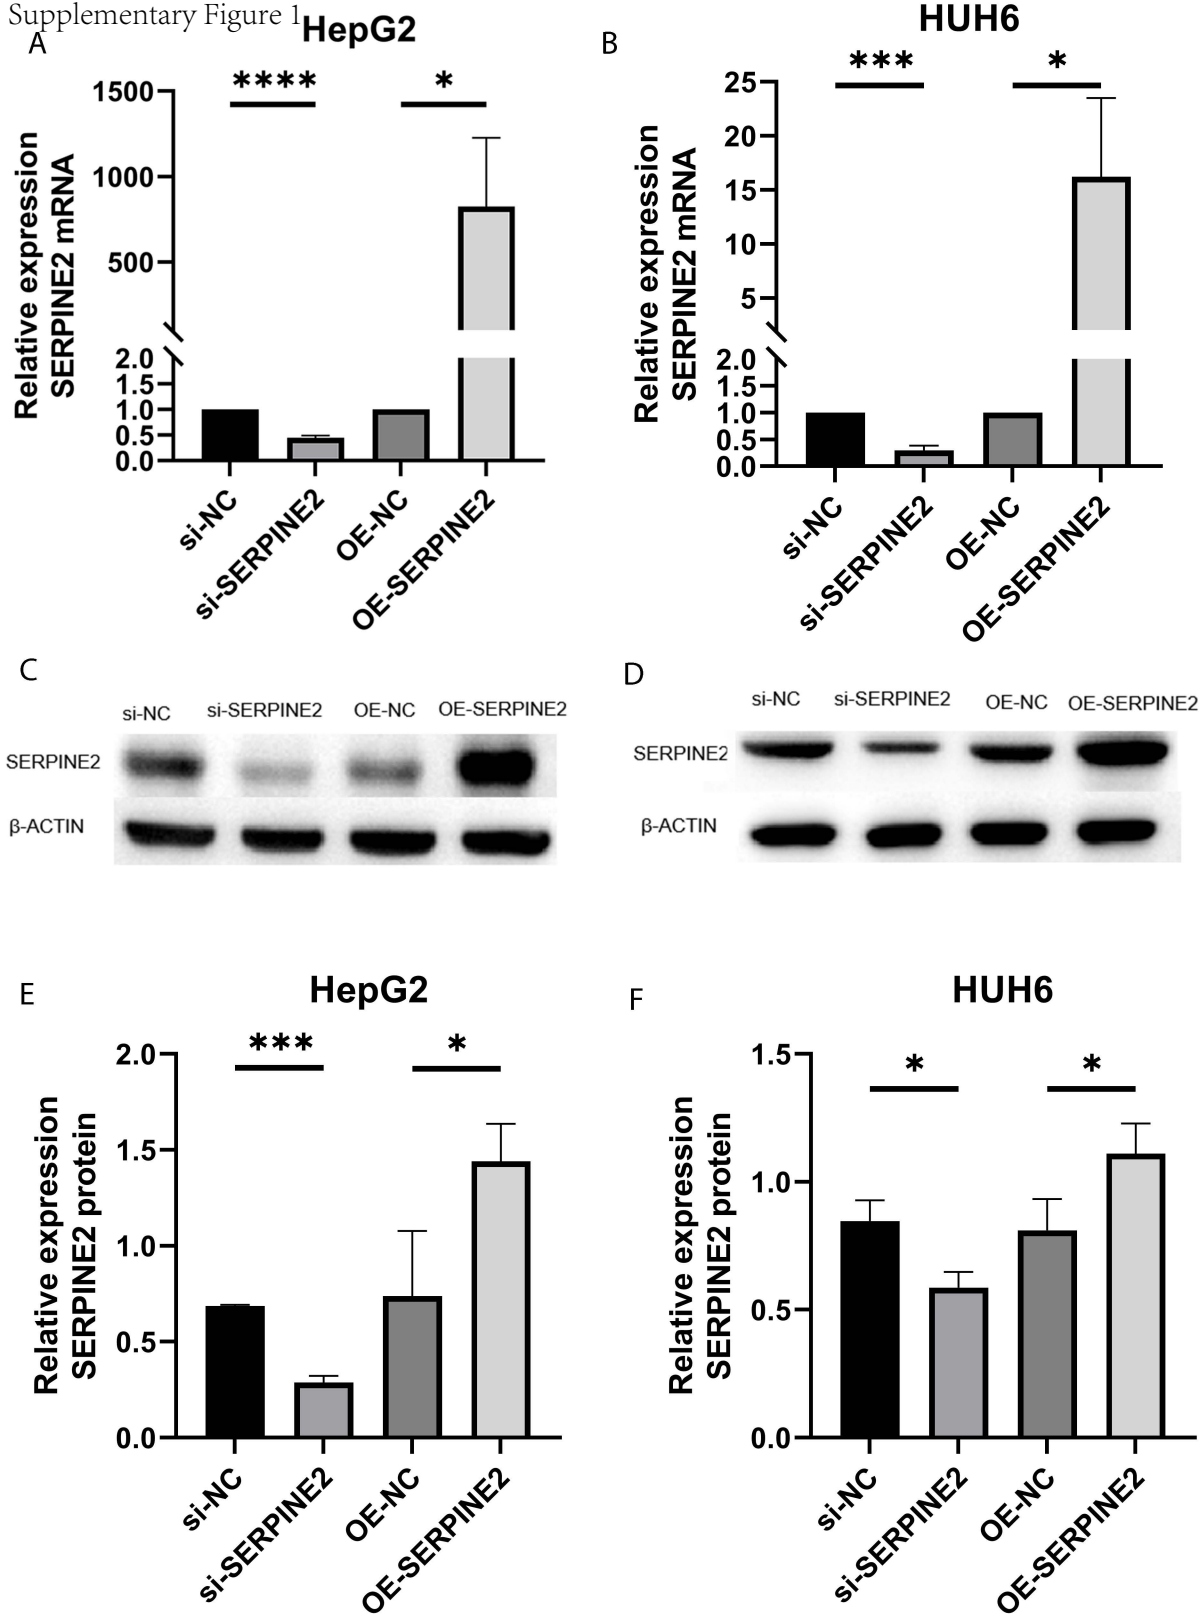 Supplementary Figure 1
A
HepG2
B
HUH6
****
*
***
*
Relative expression
SERPINE2 mRNA
1500
1000
500
2.0
1.5
1.0
0.5
0.0
si-NC
si-SERPINE2
OE-NC
OE-SERPINE2
Relative expression
SERPINE2 mRNA
25
20
15
10
5
2.0
1.5
1.0
0.5
0.0
si-NC
si-SERPINE2
OE-NC
OE-SERPINE2
C
si-NC si-SERPINE2 OE-NC OE-SERPINE2
SERPINE2
β-ACTIN
D
si-NC si-SERPINE2 OE-NC OE-SERPINE2
SERPINE2
β-ACTIN
E
HepG2
***
*
Relative expression
SERPINE2 protein
2.0
1.5
1.0
0.5
0.0
si-NC
si-SERPINE2
OE-NC
OE-SERPINE2
F
HUH6
*
*
Relative expression
SERPINE2 protein
1.5
1.0
0.5
0.0
si-NC
si-SERPINE2
OE-NC
OE-SERPINE2